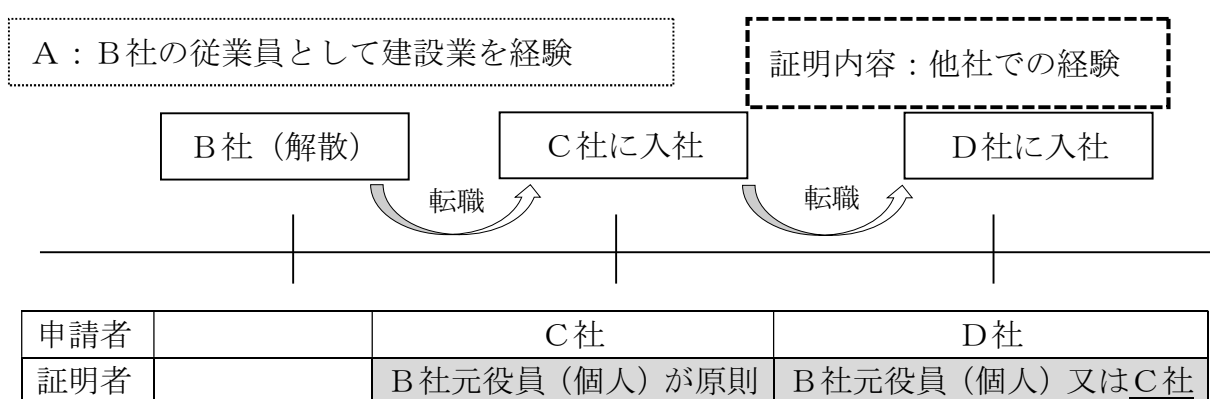 Ａ：Ｂ社の従業員として建設業を経験
証明内容：他社での経験
Ｂ社（解散）
Ｃ社に入社
Ｄ社に入社
転職
転職
申請者
Ｃ社
Ｄ社
証明者
Ｂ社元役員（個人）が原則
Ｂ社元役員（個人）又はＣ社